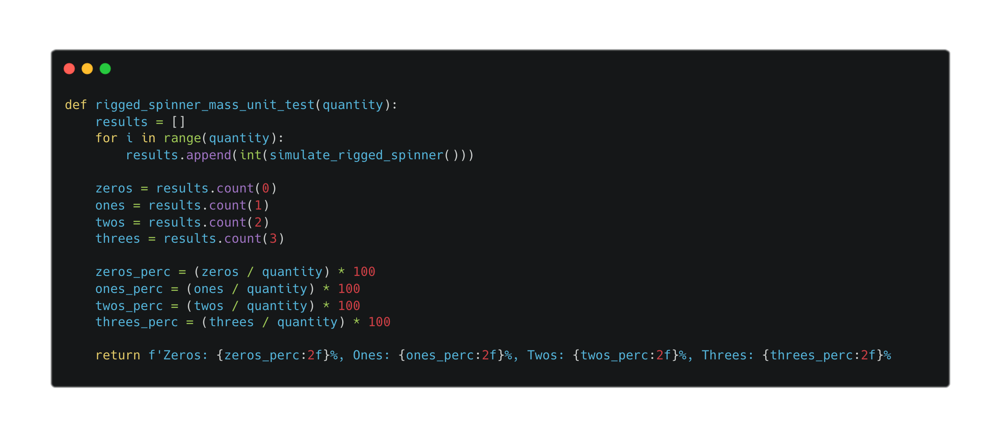 def rigged_spinner_mass_unit_test(quantity):
    results = []
    for i in range(quantity):
        results.append(int(simulate_rigged_spinner()))

    zeros = results.count(0)
    ones = results.count(1)
    twos = results.count(2)
    threes = results.count(3)

    zeros_perc = (zeros / quantity) * 100
    ones_perc = (ones / quantity) * 100
    twos_perc = (twos / quantity) * 100
    threes_perc = (threes / quantity) * 100

    return f'Zeros: {zeros_perc:2f}%, Ones: {ones_perc:2f}%, Twos: {twos_perc:2f}%, Threes: {threes_perc:2f}%